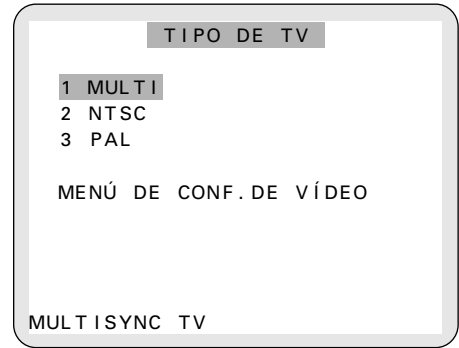 TIPO DE TV
1 MULTI
2 NTSC
3 PAL
MENÚ DE CONF.DE VÍDEO
MULTISYNC TV